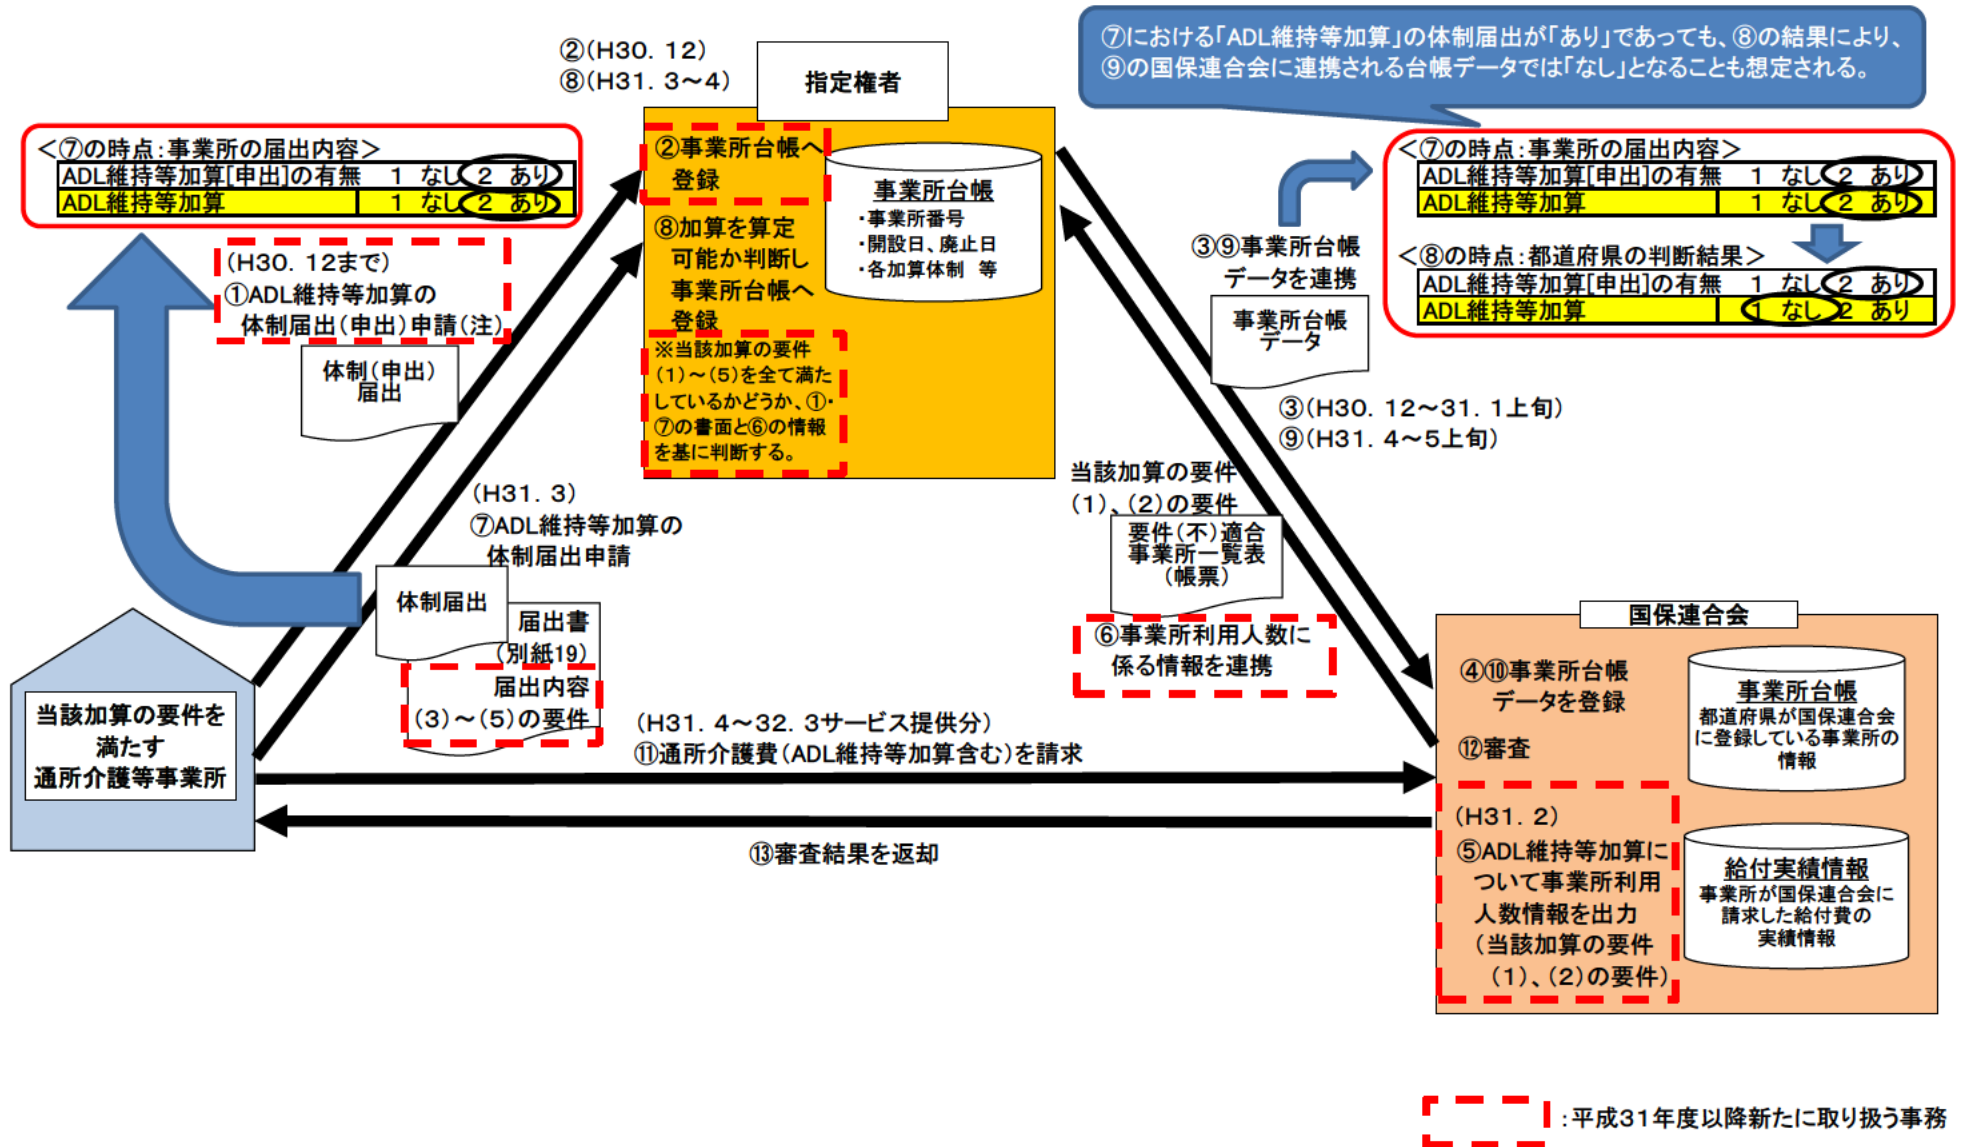 ②(H30．12)
⑧(H31．3～4)
指定権者
⑦における「ADL維持等加算」の体制届出が「あり」であっても、⑧の結果により、
⑨の国保連合会に連携される台帳データでは「なし」となることも想定される。
＜⑦の時点：事業所の届出内容＞
ADL維持等加算[申出]の有無 1 なし 2 あり
ADL維持等加算 1 なし 2 あり
(H30．12まで)
①ADL維持等加算の
体制届出(申出)申請(注)
体制(申出)
届出
②事業所台帳へ
登録
⑧加算を算定
可能か判断し
事業所台帳へ
登録
※当該加算の要件
(1)～(5)を全て満た
しているかどうか、①・
⑦の書面と⑥の情報
を基に判断する。
事業所台帳
・事業所番号
・開設日、廃止日
・各加算体制 等
③⑨事業所台帳
データを連携
事業所台帳
データ
③(H30．12～31．1上旬)
⑨(H31．4～5上旬)
＜⑦の時点：事業所の届出内容＞
ADL維持等加算[申出]の有無 1 なし 2 あり
ADL維持等加算 1 なし 2 あり
＜⑧の時点：都道府県の判断結果＞
ADL維持等加算[申出]の有無 1 なし 2 あり
ADL維持等加算 1 なし 2 あり
(H31．3)
⑦ADL維持等加算の
体制届出申請
体制届出
届出書
(別紙19)
届出内容
(3)～(5)の要件
当該加算の要件
(1)、(2)の要件
要件(不)適合
事業所一覧表
(帳票)
⑥事業所利用人数に
係る情報を連携
当該加算の要件を
満たす
通所介護等事業所
(H31．4～32．3サービス提供分)
⑪通所介護費(ADL維持等加算含む)を請求
⑬審査結果を返却
国保連合会
④⑩事業所台帳
データを登録
⑫審査
事業所台帳
都道府県が国保連合会
に登録している事業所の
情報
(H31．2)
⑤ADL維持等加算に
ついて事業所利用
人数情報を出力
(当該加算の要件
(1)、(2)の要件)
給付実績情報
事業所が国保連合会に
請求した給付費の
実績情報
：平成31年度以降新たに取り扱う事務